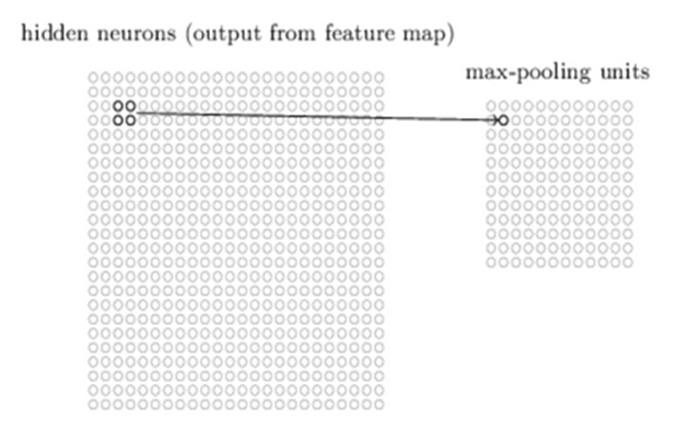 hidden neurons (output from feature map)
max-pooling units